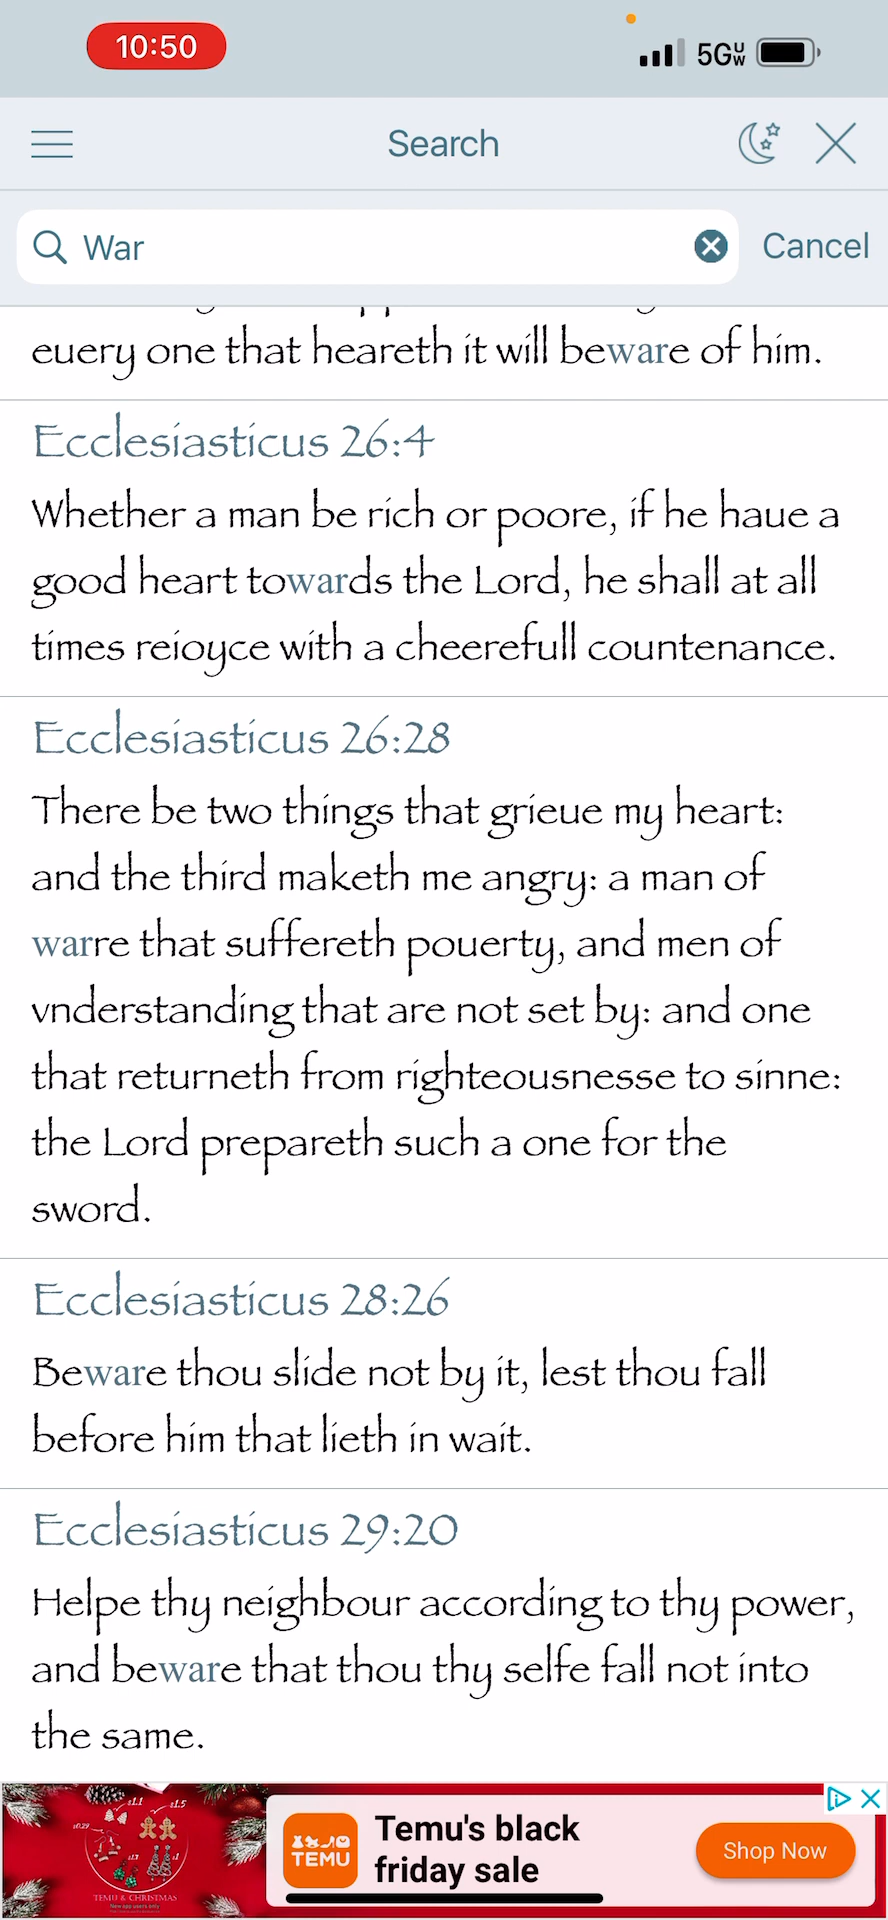 10:50
5GUW
Search
War
Cancel
euery one that heareth it will beware of him.
Ecclesiasticus 26:4
Whether a man be rich or poore, if he haue a
good heart towards the Lord, he shall at all
times reioyce with a cheerefull countenance.
Ecclesiasticus 26:28
There be two things that grieue my heart:
and the third maketh me angry: a man of
warre that suffereth pouerty, and men of
vnderstanding that are not set by: and one
that returneth from righteousnesse to sinne:
the Lord prepareth such a one for the
sword.
Ecclesiasticus 28:26
Beware thou slide not by it, lest thou fall
before him that lieth in wait.
Ecclesiasticus 29:20
Helpe thy neighbour according to thy power,
and beware that thou thy selfe fall not into
the same.
TEMU & CHRISTMAS
New app users only
TEMU
Temu's black
friday sale
Shop Now